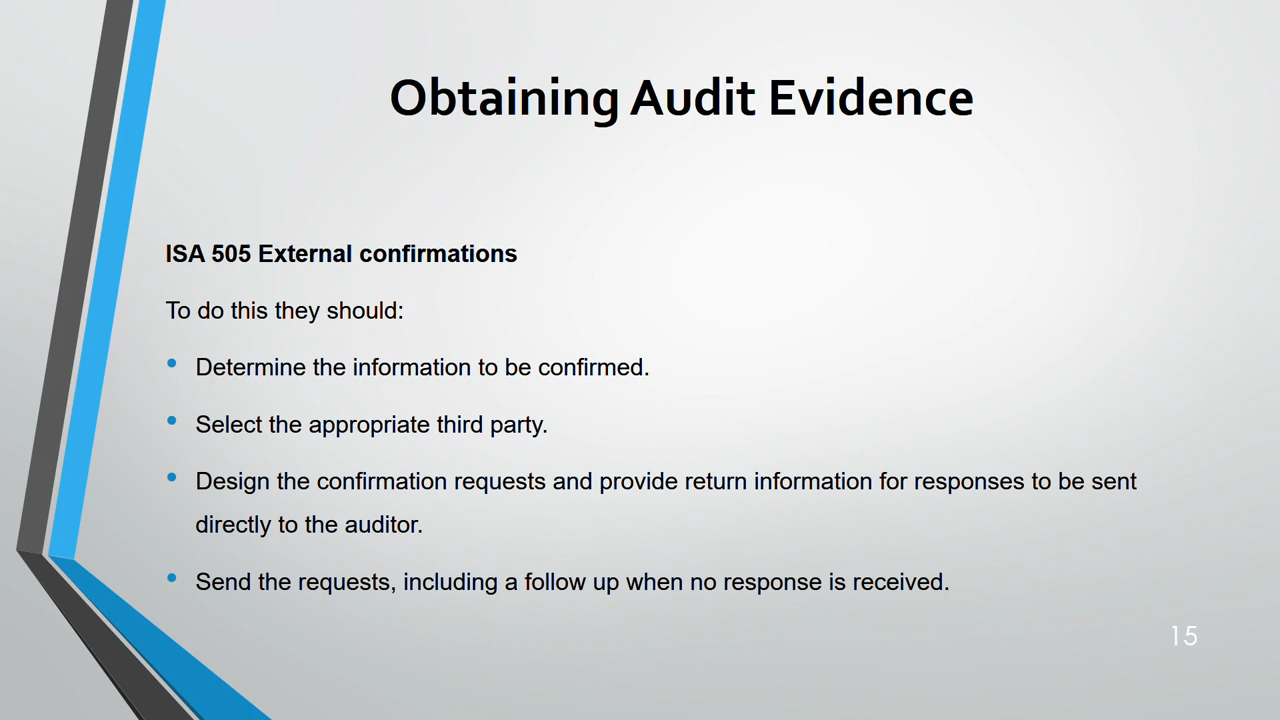 Obtaining Audit Evidence
ISA 505 External confirmations
To do this they should:
• Determine the information to be confirmed.
• Select the appropriate third party.
• Design the confirmation requests and provide return information for responses to be sent
directly to the auditor.
• Send the requests, including a follow up when no response is received.
15